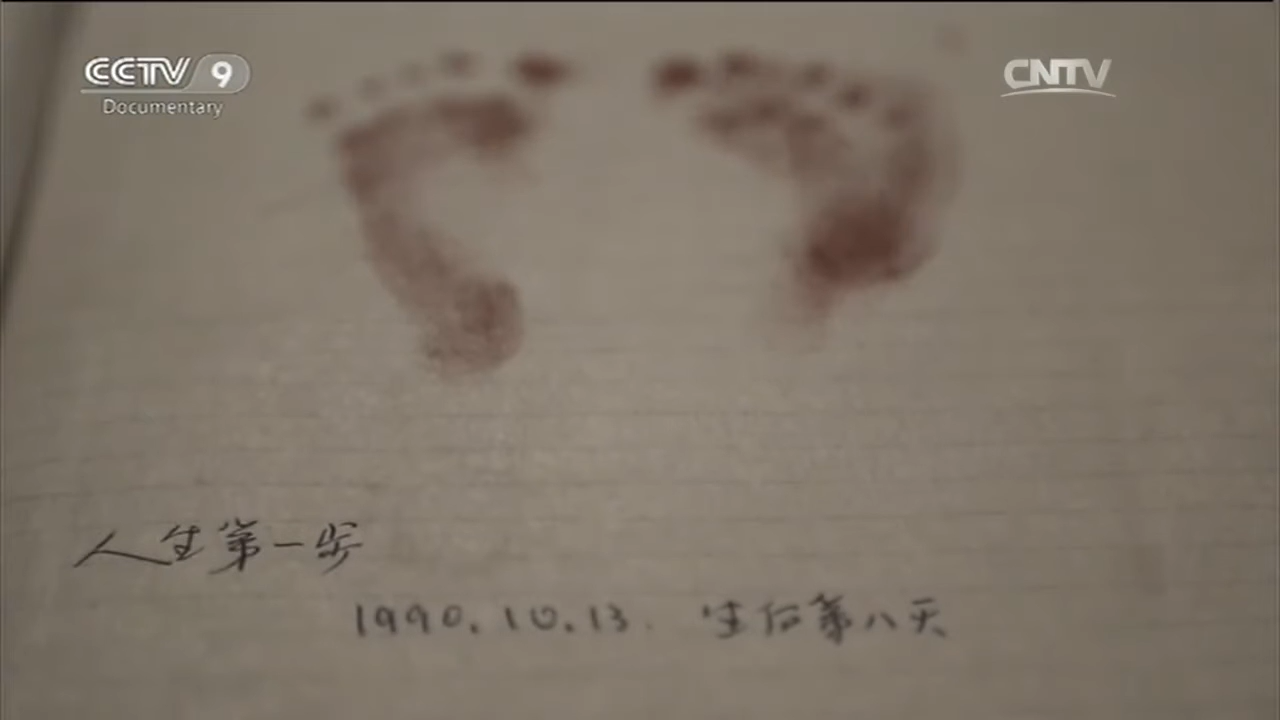 CCTV 9
Documentary
CNTV
人生第一步
1990.10.13. 生后第八天